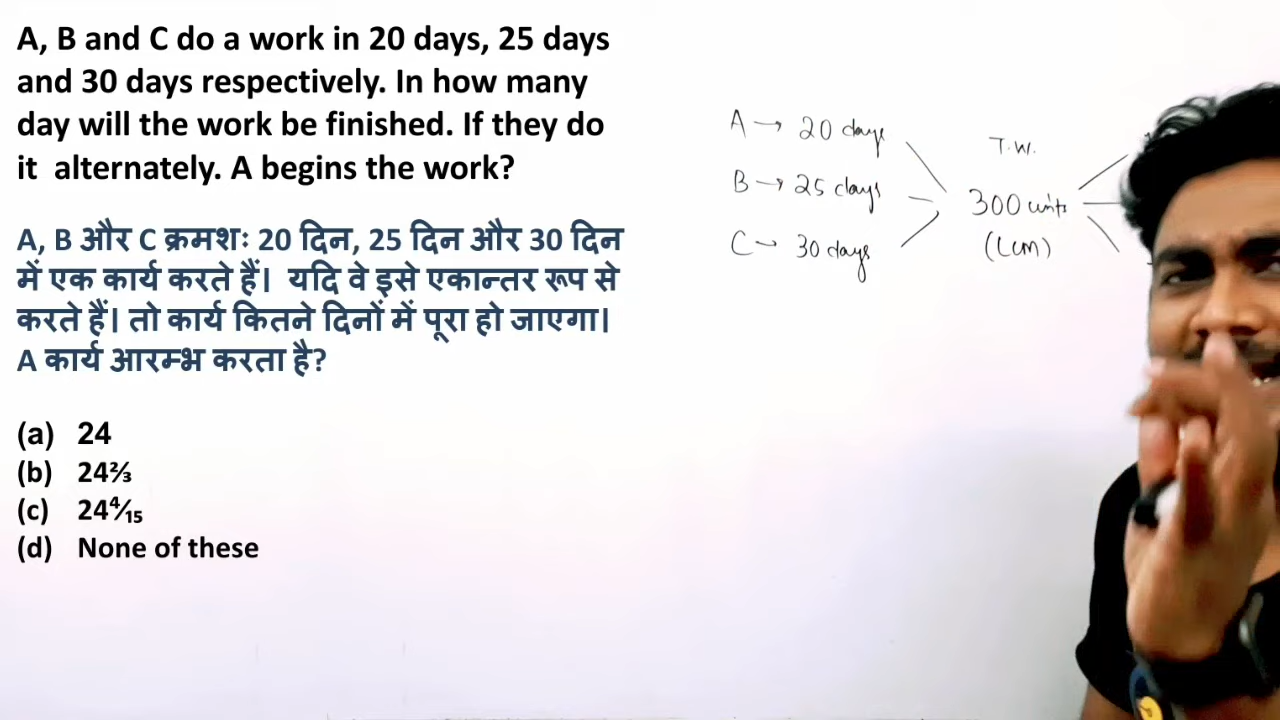 A, B and C do a work in 20 days, 25 days
and 30 days respectively. In how many
day will the work be finished. If they do
it  alternately. A begins the work?
A, B और C क्रमशः 20 दिन, 25 दिन और 30 दिन
में एक कार्य करते हैं।  यदि वे इसे एकान्तर रूप से
करते हैं। तो कार्य कितने दिनों में पूरा हो जाएगा।
A कार्य आरम्भ करता है?
(a) 24
(b) 24⅔
(c) 24⁴⁄₁₅
(d) None of these
A → 20 days
B → 25 days
C → 30 days
T.W.
300 units
(LCM)